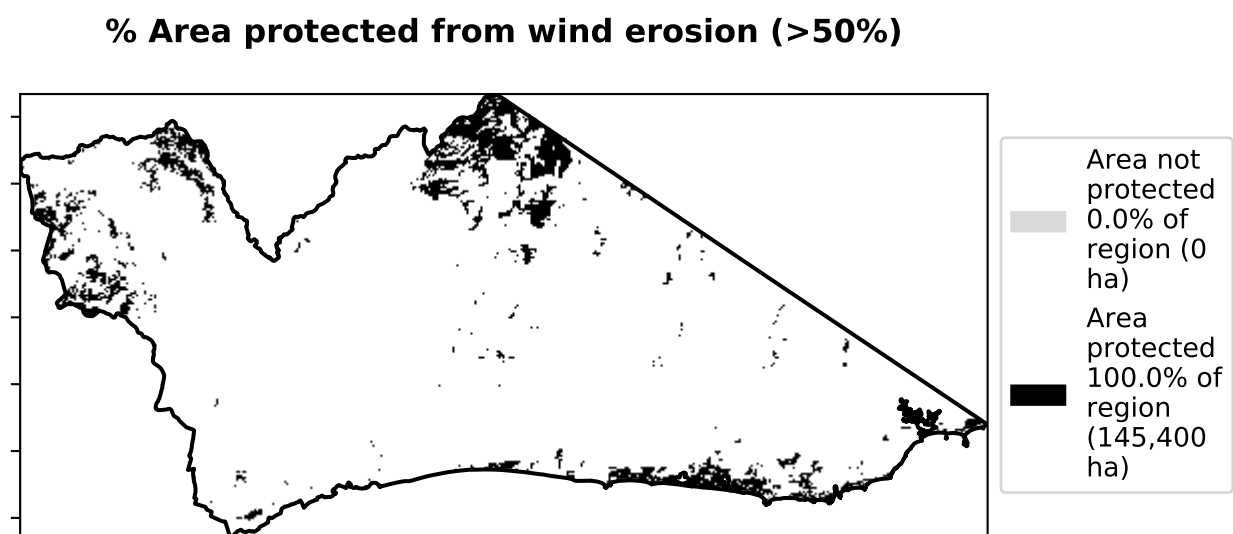 % Area protected from wind erosion (>50%)
Area not
protected
0.0% of
region (0
ha)
Area
protected
100.0% of
region
(145,400
ha)